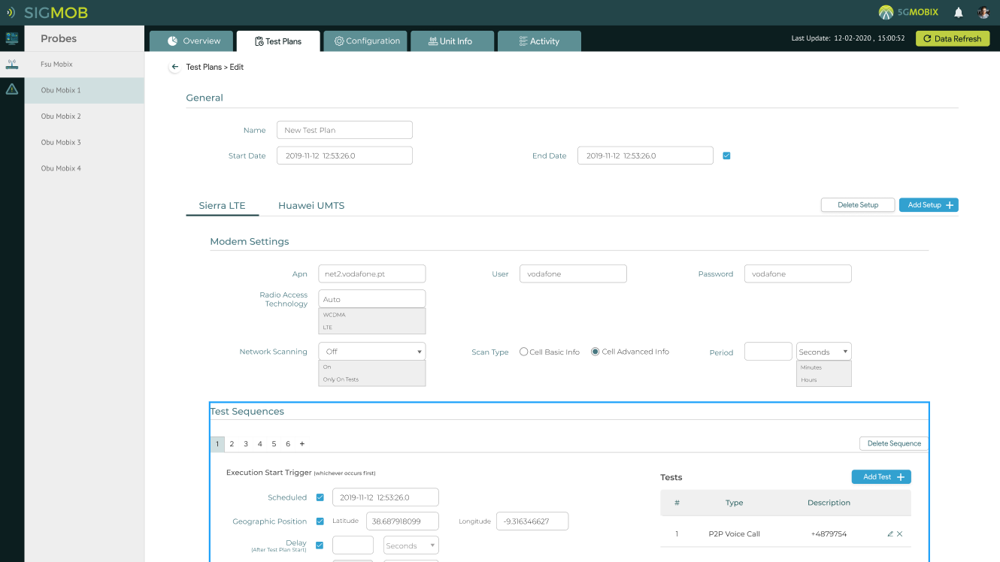 SIGMOB
5GMOBIX
Probes
Overview
Test Plans
Configuration
Unit Info
Activity
Last Update: 12-02-2020 , 15:00:52
Data Refresh
Fsu Mobix
Obu Mobix 1
Obu Mobix 2
Obu Mobix 3
Obu Mobix 4
Test Plans > Edit
General
Name
New Test Plan
Start Date
2019-11-12 12:53:26.0
End Date
2019-11-12 12:53:26.0
Sierra LTE
Huawei UMTS
Delete Setup
Add Setup +
Modem Settings
Apn
net2.vodafone.pt
User
vodafone
Password
vodafone
Radio Access
Technology
Auto
WCDMA
LTE
Network Scanning
Off
On
Only On Tests
Scan Type
Cell Basic Info
Cell Advanced Info
Period
Seconds
Minutes
Hours
Test Sequences
1 2 3 4 5 6 +
Delete Sequence
Execution Start Trigger (whichever occurs first)
Scheduled
2019-11-12 12:53:26.0
Geographic Position
Latitude
38.687918099
Longitude
-9.316346627
Delay
(After Test Plan Start)
Seconds
Tests
Add Test +
# Type Description
1 P2P Voice Call +4879754